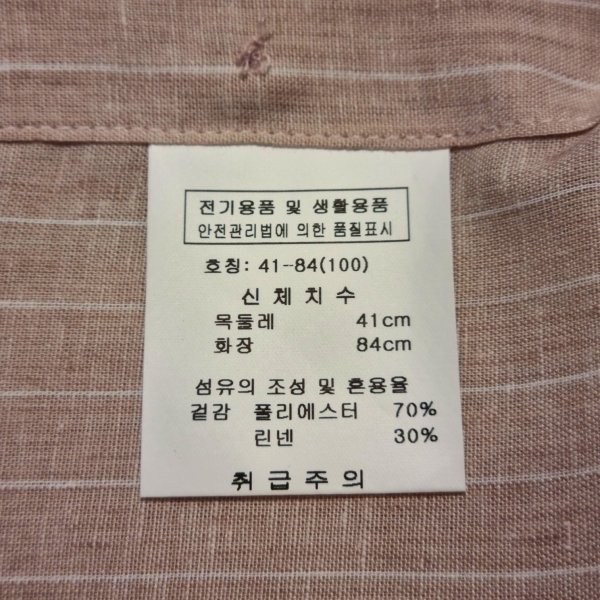 전기용품 및 생활용품
안전관리법에 의한 품질표시
호칭: 41--84(100)
신체치수
목둘레 41cm
화장 84cm
섬유의 조성 및 혼용율
겉감 폴리에스터 70%
린넨 30%
취급주의